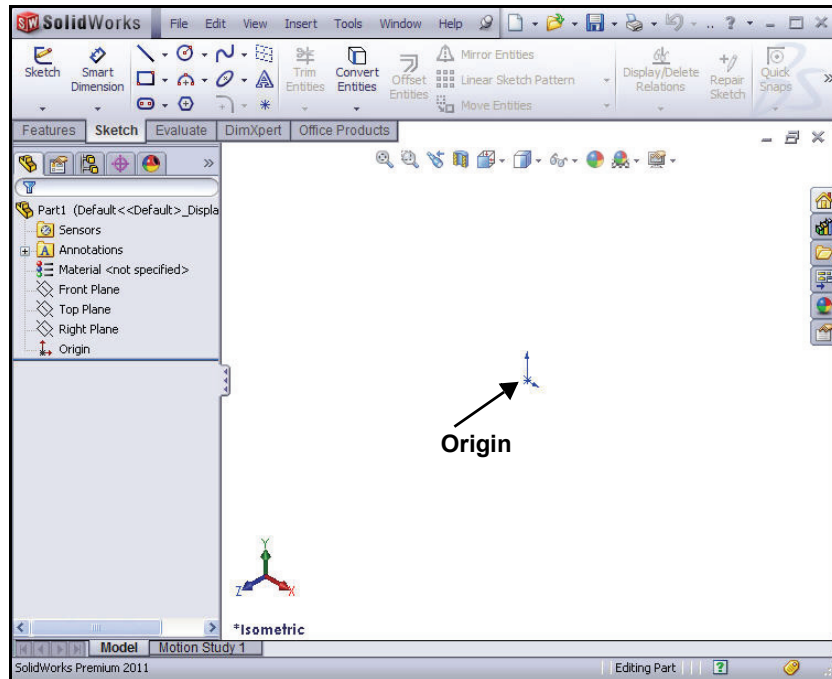 SolidWorks File Edit View Insert Tools Window Help
Sketch Smart Dimension Trim Entities Convert Entities Offset Entities Mirror Entities Display/Delete Relations Repair Sketch Quick Snaps
Linear Sketch Pattern
Move Entities
Features Sketch Evaluate DimXpert Office Products
Part1 (Default<<Default>_Displa
Sensors
Annotations
Material <not specified>
Front Plane
Top Plane
Right Plane
Origin
Origin
Y
Z X
*Isometric
Model Motion Study 1
SolidWorks Premium 2011 Editing Part